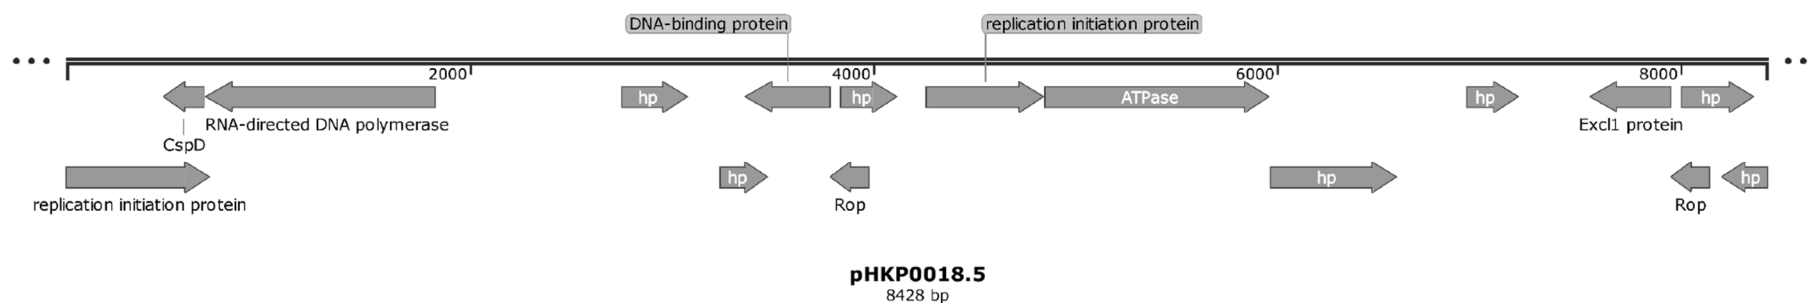 DNA-binding protein
replication initiation protein
2000
4000
6000
8000
hp
hp
ATPase
hp
hp
RNA-directed DNA polymerase
Excl1 protein
CspD
hp
hp
hp
replication initiation protein
Rop
Rop
pHKP0018.5
8428 bp